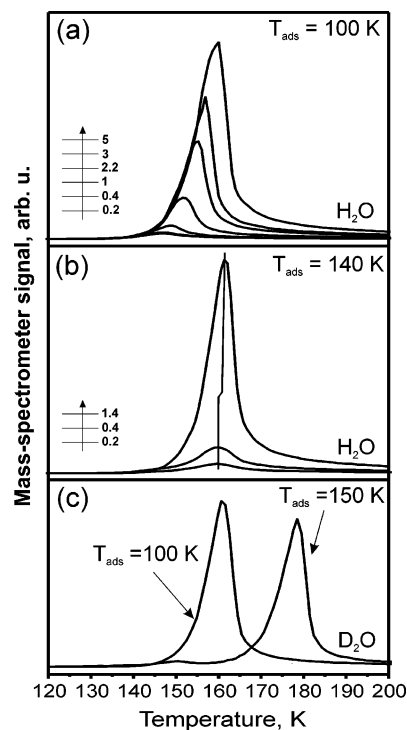 (a)
T_ads = 100 K
5
3
2.2
1
0.4
0.2
H₂O
(b)
T_ads = 140 K
1.4
0.4
0.2
H₂O
(c)
T_ads =150 K
T_ads =100 K
D₂O
120 130 140 150 160 170 180 190 200
Temperature, K
Mass-spectrometer signal, arb. u.